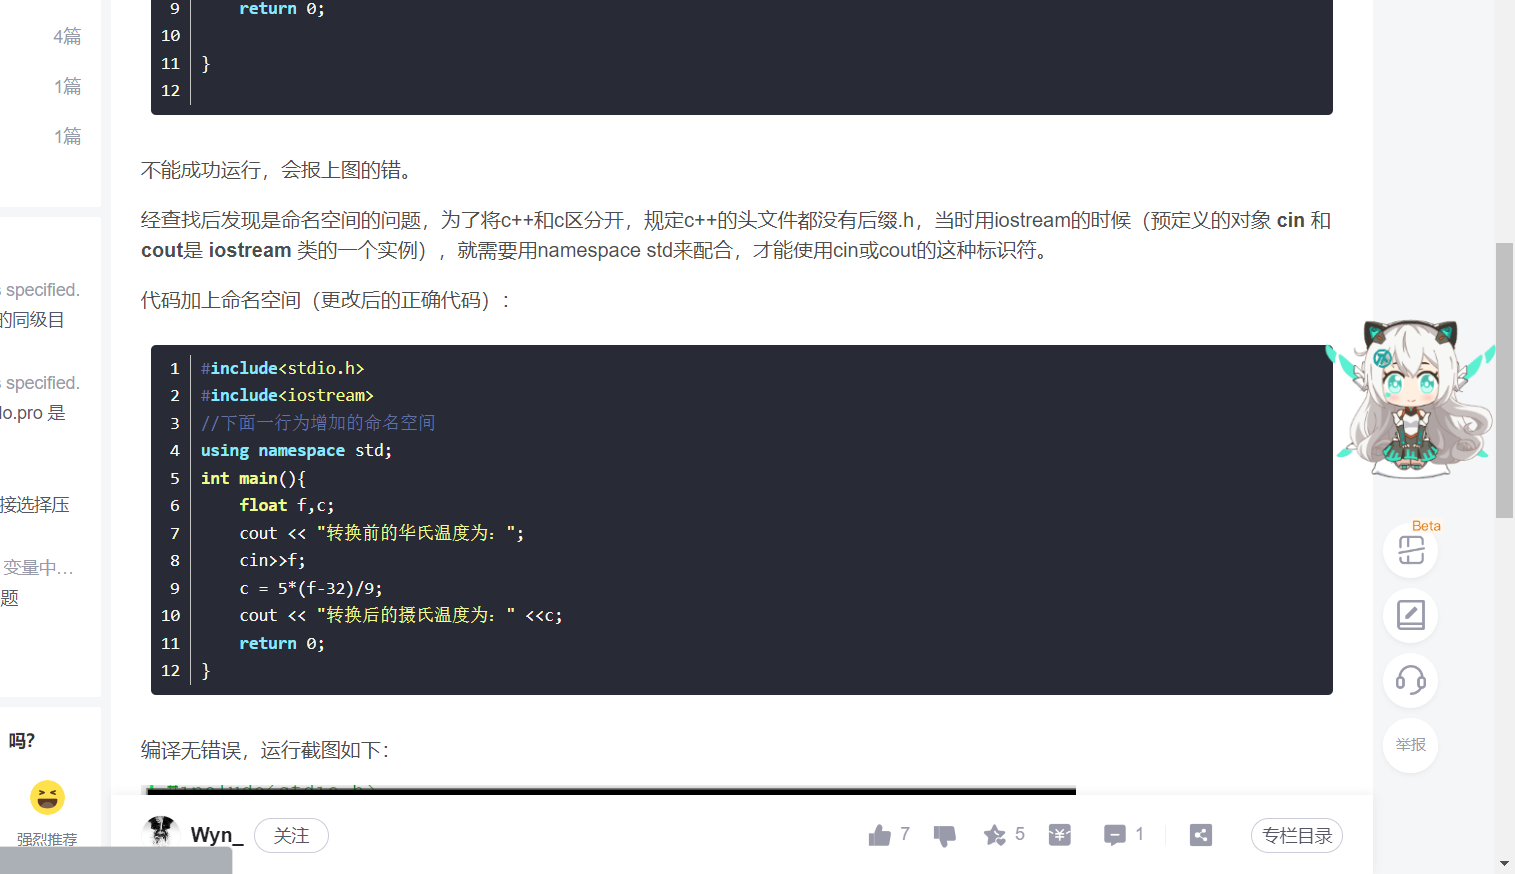 4篇
1篇
1篇
specified.
的同级目
specified.
lo.pro 是
接选择压
变量中...
题
吗?
强烈推荐
9 return 0;
10
11 }
12
不能成功运行，会报上图的错。
经查找后发现是命名空间的问题，为了将c++和c区分开，规定c++的头文件都没有后缀.h，当时用iostream的时候（预定义的对象 cin 和
cout是 iostream 类的一个实例），就需要用namespace std来配合，才能使用cin或cout的这种标识符。
代码加上命名空间（更改后的正确代码）：
1 #include<stdio.h>
2 #include<iostream>
3 //下面一行为增加的命名空间
4 using namespace std;
5 int main(){
6 float f,c;
7 cout << "转换前的华氏温度为：";
8 cin>>f;
9 c = 5*(f-32)/9;
10 cout << "转换后的摄氏温度为：" <<c;
11 return 0;
12 }
编译无错误，运行截图如下：
Wyn_ 关注 7 5 1 专栏目录
Beta
举报